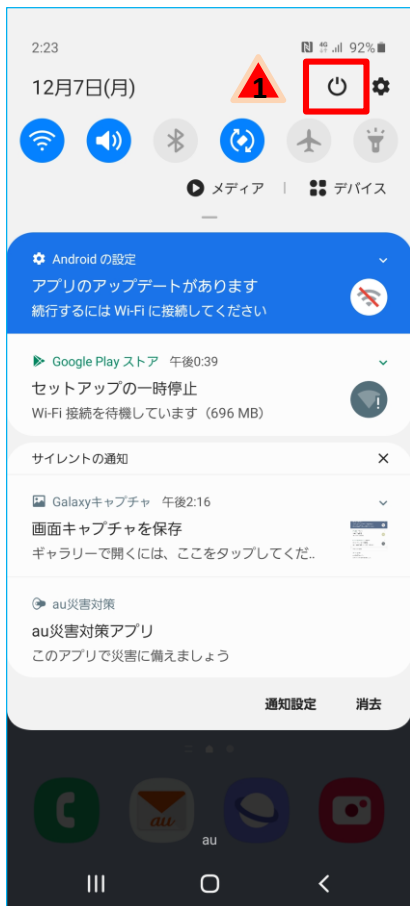 2:23
4G 92%
12月7日(月)
1
メディア | デバイス
Android の設定
アプリのアップデートがあります
続行するには Wi-Fi に接続してください
Google Play ストア 午後0:39
セットアップの一時停止
Wi-Fi 接続を待機しています（696 MB）
サイレントの通知
Galaxyキャプチャ 午後2:16
画面キャプチャを保存
ギャラリーで開くには、ここをタップしてくだ..
au災害対策
au災害対策アプリ
このアプリで災害に備えましょう
通知設定 消去
au
au